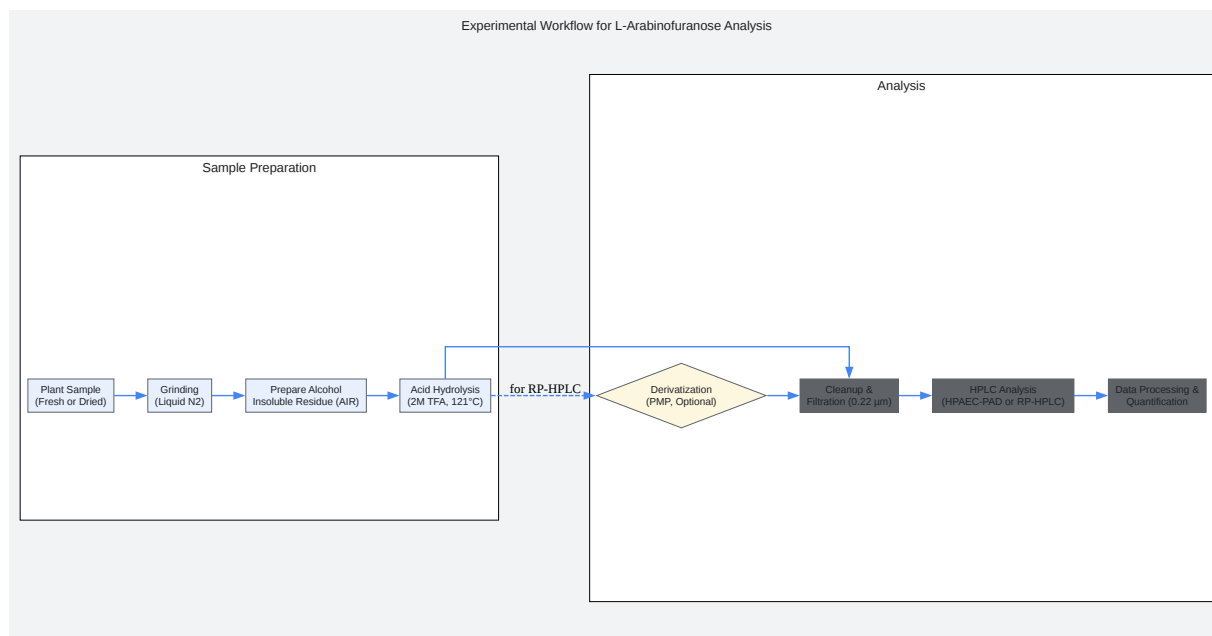 Experimental Workflow for L-Arabinofuranose Analysis
Analysis
Sample Preparation
Plant Sample
(Fresh or Dried)
Grinding
(Liquid N2)
Prepare Alcohol
Insoluble Residue (AIR)
Acid Hydrolysis
(2M TFA, 121°C)
for RP-HPLC
Derivatization
(PMP, Optional)
Cleanup &
Filtration (0.22 μm)
HPLC Analysis
(HPAEC-PAD or RP-HPLC)
Data Processing &
Quantification